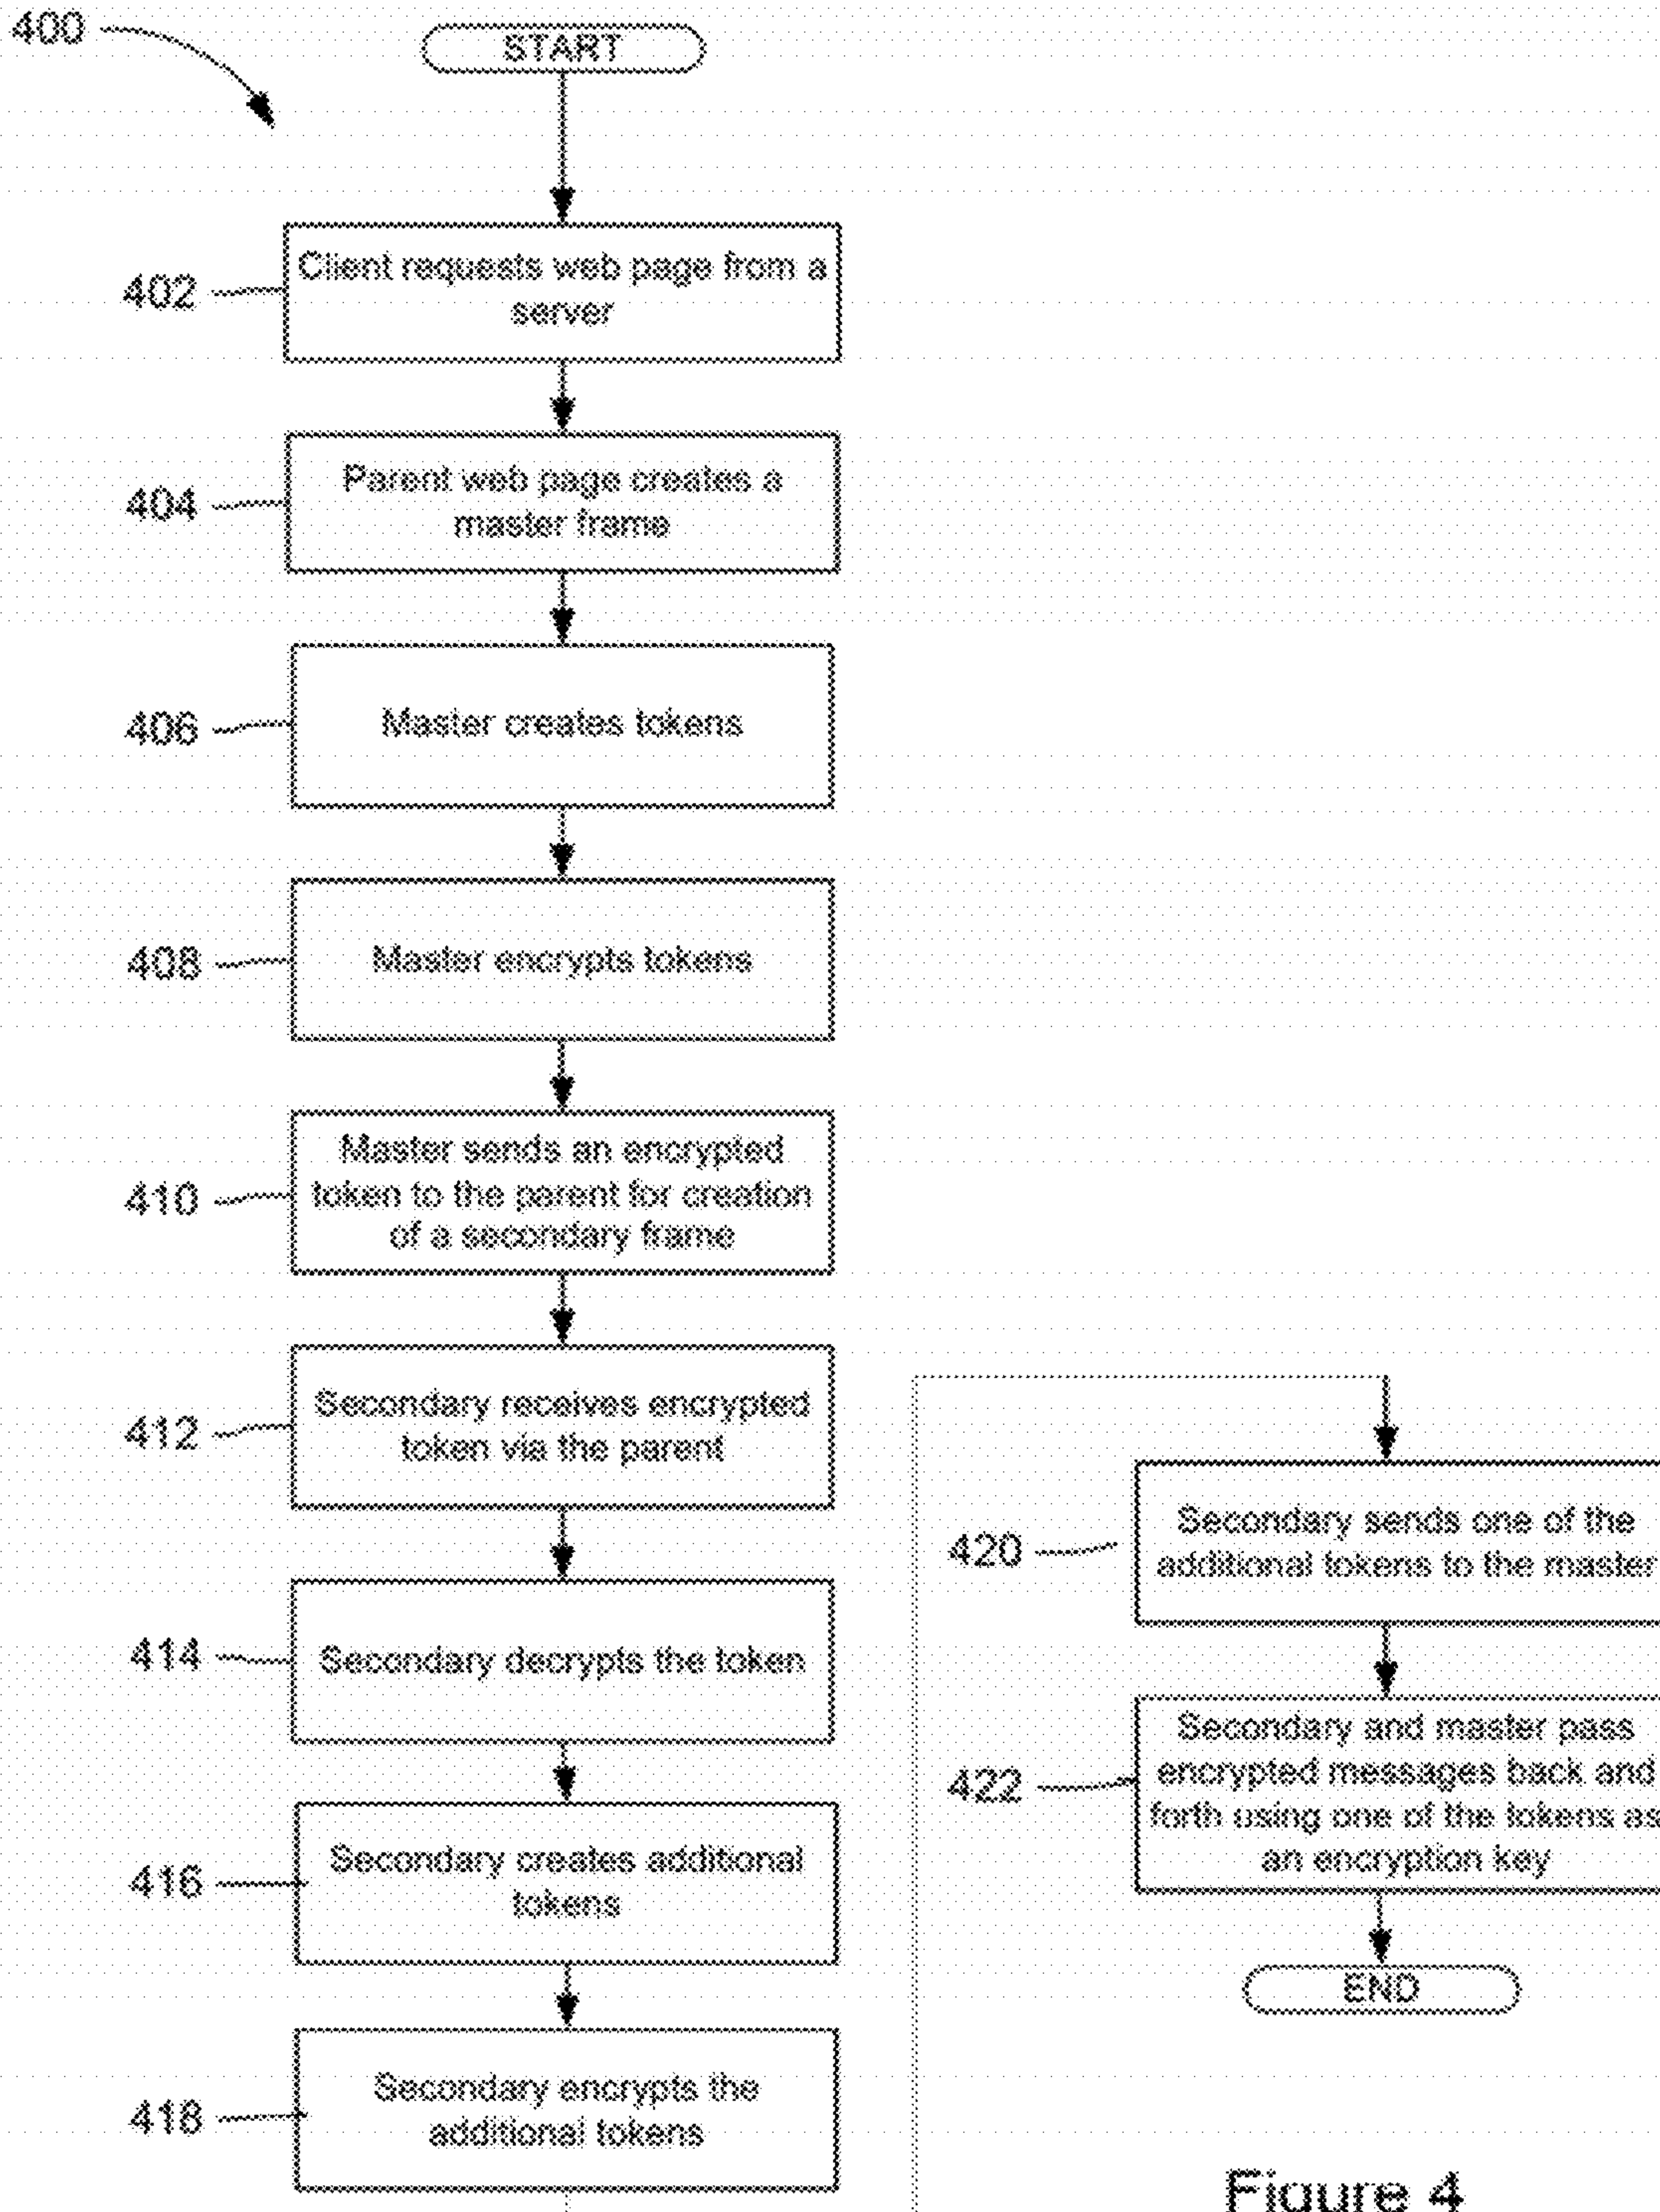 400
START
402
Client requests web page from a
server
404
Parent web page creates a
master frame
406
Master creates tokens
408
Master encrypts tokens
410
Master sends an encrypted
token to the parent for creation
of a secondary frame
412
Secondary receives encrypted
token via the parent
414
Secondary decrypts the token
416
Secondary creates additional
tokens
418
Secondary encrypts the
additional tokens
420
Secondary sends one of the
additional tokens to the master
422
Secondary and master pass
encrypted messages back and
forth using one of the tokens as
an encryption key
END
Figure 4